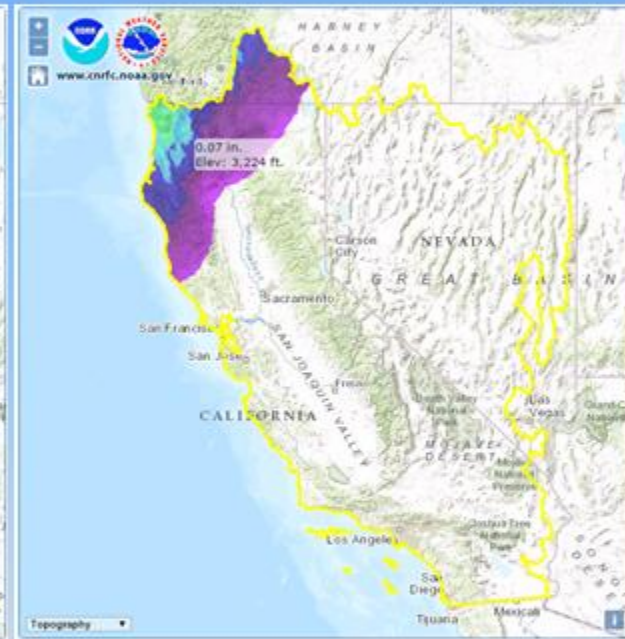 HARNEY
BASIN
www.cnrfc.noaa.gov
0.07 in.
Elev: 3,224 ft.
Carson
City
NEVADA
GREAT BASIN
Sacramento
San Francisco
San Jose
SAN JOAQUIN VALLEY
CALIFORNIA
Las
Vegas
MOJAVE
DESERT
National
Joshua Tree
National
Park
Los Angeles
San
Diego
Tijuana
Mexicali
Topography